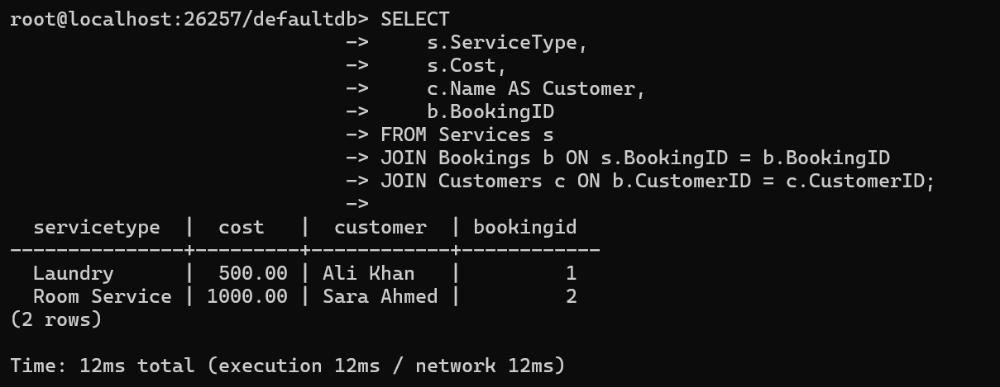 root@localhost:26257/defaultdb> SELECT
                             ->     s.ServiceType,
                             ->     s.Cost,
                             ->     c.Name AS Customer,
                             ->     b.BookingID
                             -> FROM Services s
                             -> JOIN Bookings b ON s.BookingID = b.BookingID
                             -> JOIN Customers c ON b.CustomerID = c.CustomerID;
                             ->
  servicetype  |  cost   |  customer  | bookingid
---------------+---------+------------+------------
  Laundry      |  500.00 | Ali Khan   |         1
  Room Service | 1000.00 | Sara Ahmed |         2
(2 rows)

Time: 12ms total (execution 12ms / network 12ms)